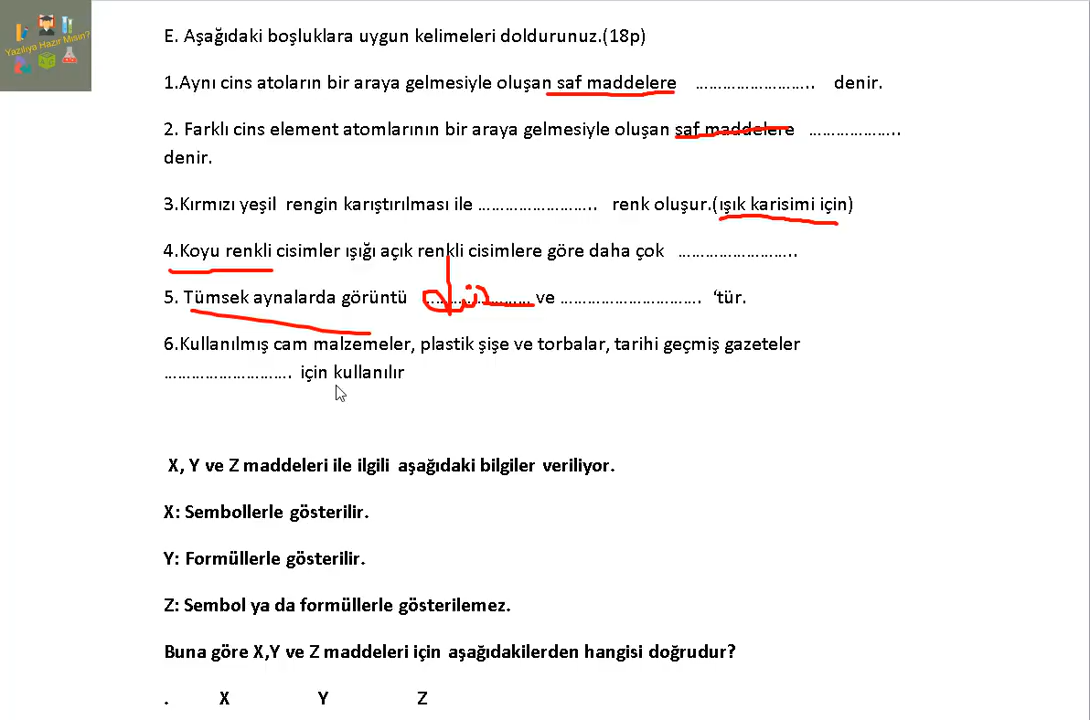 Yazılıya Hazır Mısın?
E. Aşağıdaki boşluklara uygun kelimeleri doldurunuz.(18p)
1.Aynı cins atoların bir araya gelmesiyle oluşan saf maddelere …………………….. denir.
2. Farklı cins element atomlarının bir araya gelmesiyle oluşan saf maddelere ………………..
denir.
3.Kırmızı yeşil rengin karıştırılması ile …………………….. renk oluşur.(ışık karisimi için)
4.Koyu renkli cisimler ışığı açık renkli cisimlere göre daha çok ……………………..
5. Tümsek aynalarda görüntü düz ve …………………………. ‘tür.
6.Kullanılmış cam malzemeler, plastik şişe ve torbalar, tarihi geçmiş gazeteler
………………………. için kullanılır
X, Y ve Z maddeleri ile ilgili aşağıdaki bilgiler veriliyor.
X: Sembollerle gösterilir.
Y: Formüllerle gösterilir.
Z: Sembol ya da formüllerle gösterilemez.
Buna göre X,Y ve Z maddeleri için aşağıdakilerden hangisi doğrudur?
. X Y Z